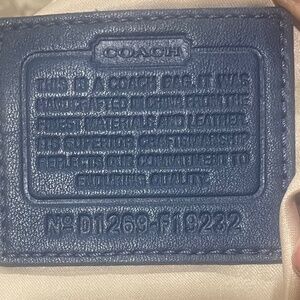 COACH
THIS IS A COACH BAG. IT WAS
HANDCRAFTED IN CHINA FROM THE
FINEST MATERIALS AND LEATHER.
ITS SUPERIOR CRAFTSMANSHIP
REFLECTS OUR COMMITMENT TO
ENDURING QUALITY.
Nº D1269-F19232